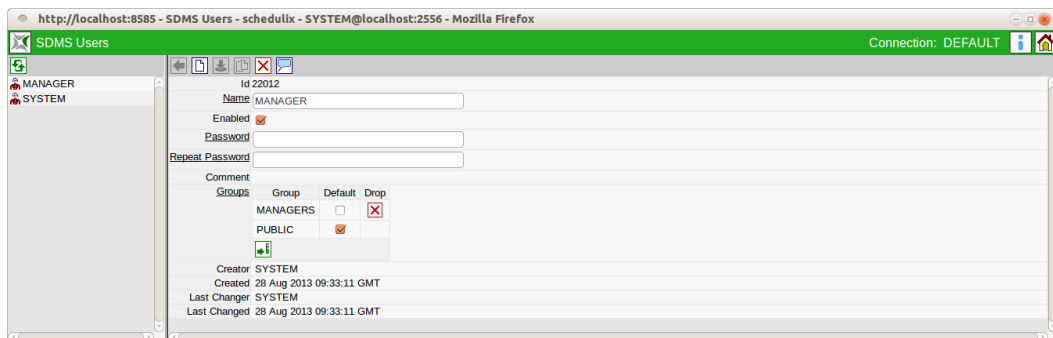 http://localhost:8585 - SDMS Users - schedulix - SYSTEM@localhost:2556 - Mozilla Firefox
SDMS Users
Connection: DEFAULT
MANAGER
SYSTEM
Id 22012
Name MANAGER
Enabled
Password
Repeat Password
Comment
Groups
Group Default Drop
MANAGERS
PUBLIC
Creator SYSTEM
Created 28 Aug 2013 09:33:11 GMT
Last Changer SYSTEM
Last Changed 28 Aug 2013 09:33:11 GMT